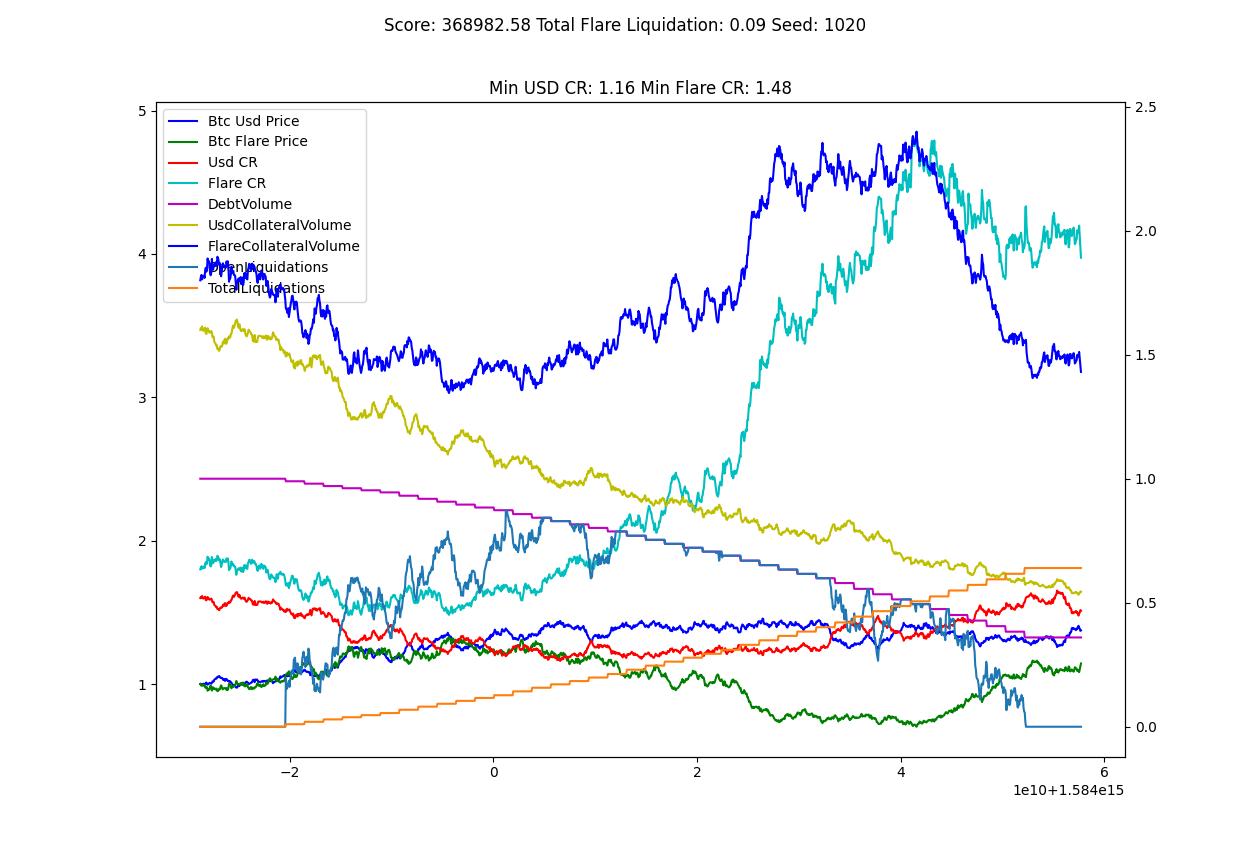 Score: 368982.58 Total Flare Liquidation: 0.09 Seed: 1020
Min USD CR: 1.16 Min Flare CR: 1.48
Btc Usd Price
Btc Flare Price
Usd CR
Flare CR
DebtVolume
UsdCollateralVolume
FlareCollateralVolume
OpenLiquidations
TotalLiquidations
5
4
3
2
1
2.5
2.0
1.5
1.0
0.5
0.0
−2
0
2
4
6
1e10+1.584e15